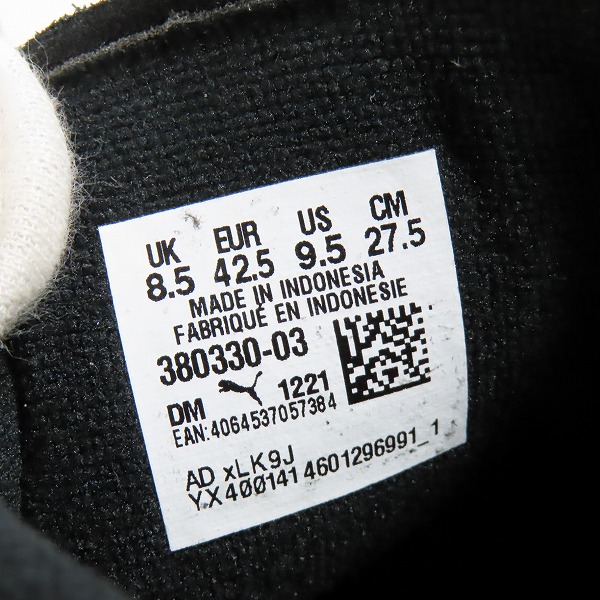 UK EUR US CM
8.5 42.5 9.5 27.5
MADE IN INDONESIA
FABRIQUÉ EN INDONESIE
380330-03
DM 1221
EAN:4064537057384
AD xLK9J
YX400141 4601296991_1